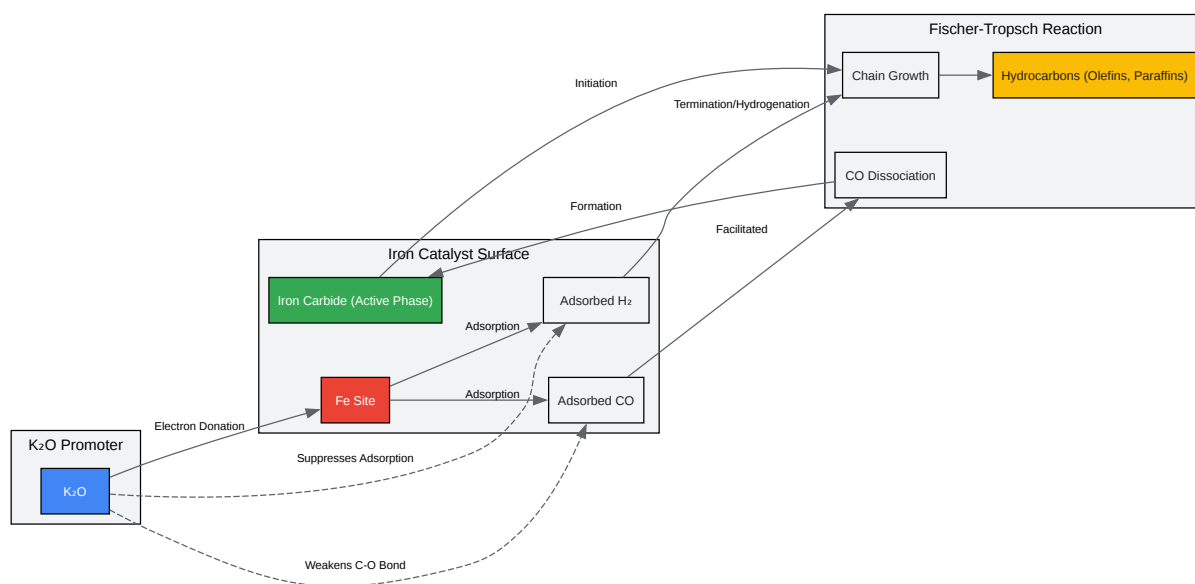 Fischer-Tropsch Reaction
Chain Growth
Hydrocarbons (Olefins, Paraffins)
Initiation
Termination/Hydrogenation
CO Dissociation
Formation
Facilitated
Iron Catalyst Surface
Iron Carbide (Active Phase)
Adsorbed H₂
Adsorption
Fe Site
Adsorption
Adsorbed CO
Electron Donation
K₂O Promoter
Suppresses Adsorption
K₂O
Weakens C-O Bond